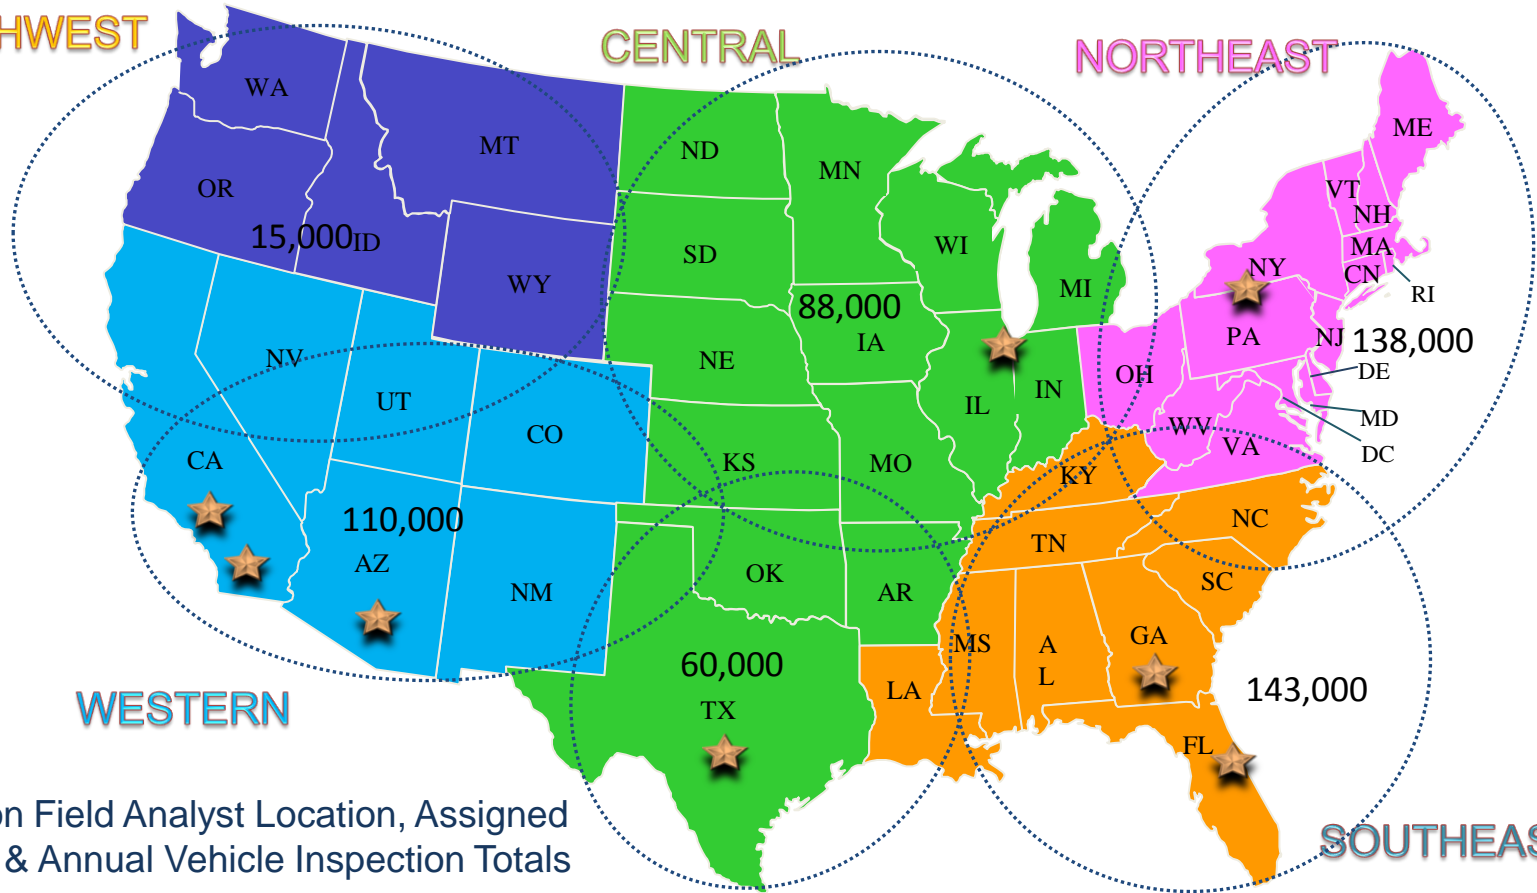 HWEST
CENTRAL
NORTHEAST
WA
MT
ND
MN
ME
OR
VT
NH
15,000 ID
SD
WI
MA
NY
CN
WY
MI
RI
88,000
IA
PA
NJ
138,000
NV
NE
OH
DE
UT
IL
IN
MD
CO
WV
VA
DC
CA
KS
MO
KY
110,000
NC
AZ
TN
OK
SC
NM
AR
MS
A
L
GA
60,000
LA
143,000
TX
WESTERN
FL
on Field Analyst Location, Assigned
& Annual Vehicle Inspection Totals
SOUTHEAS